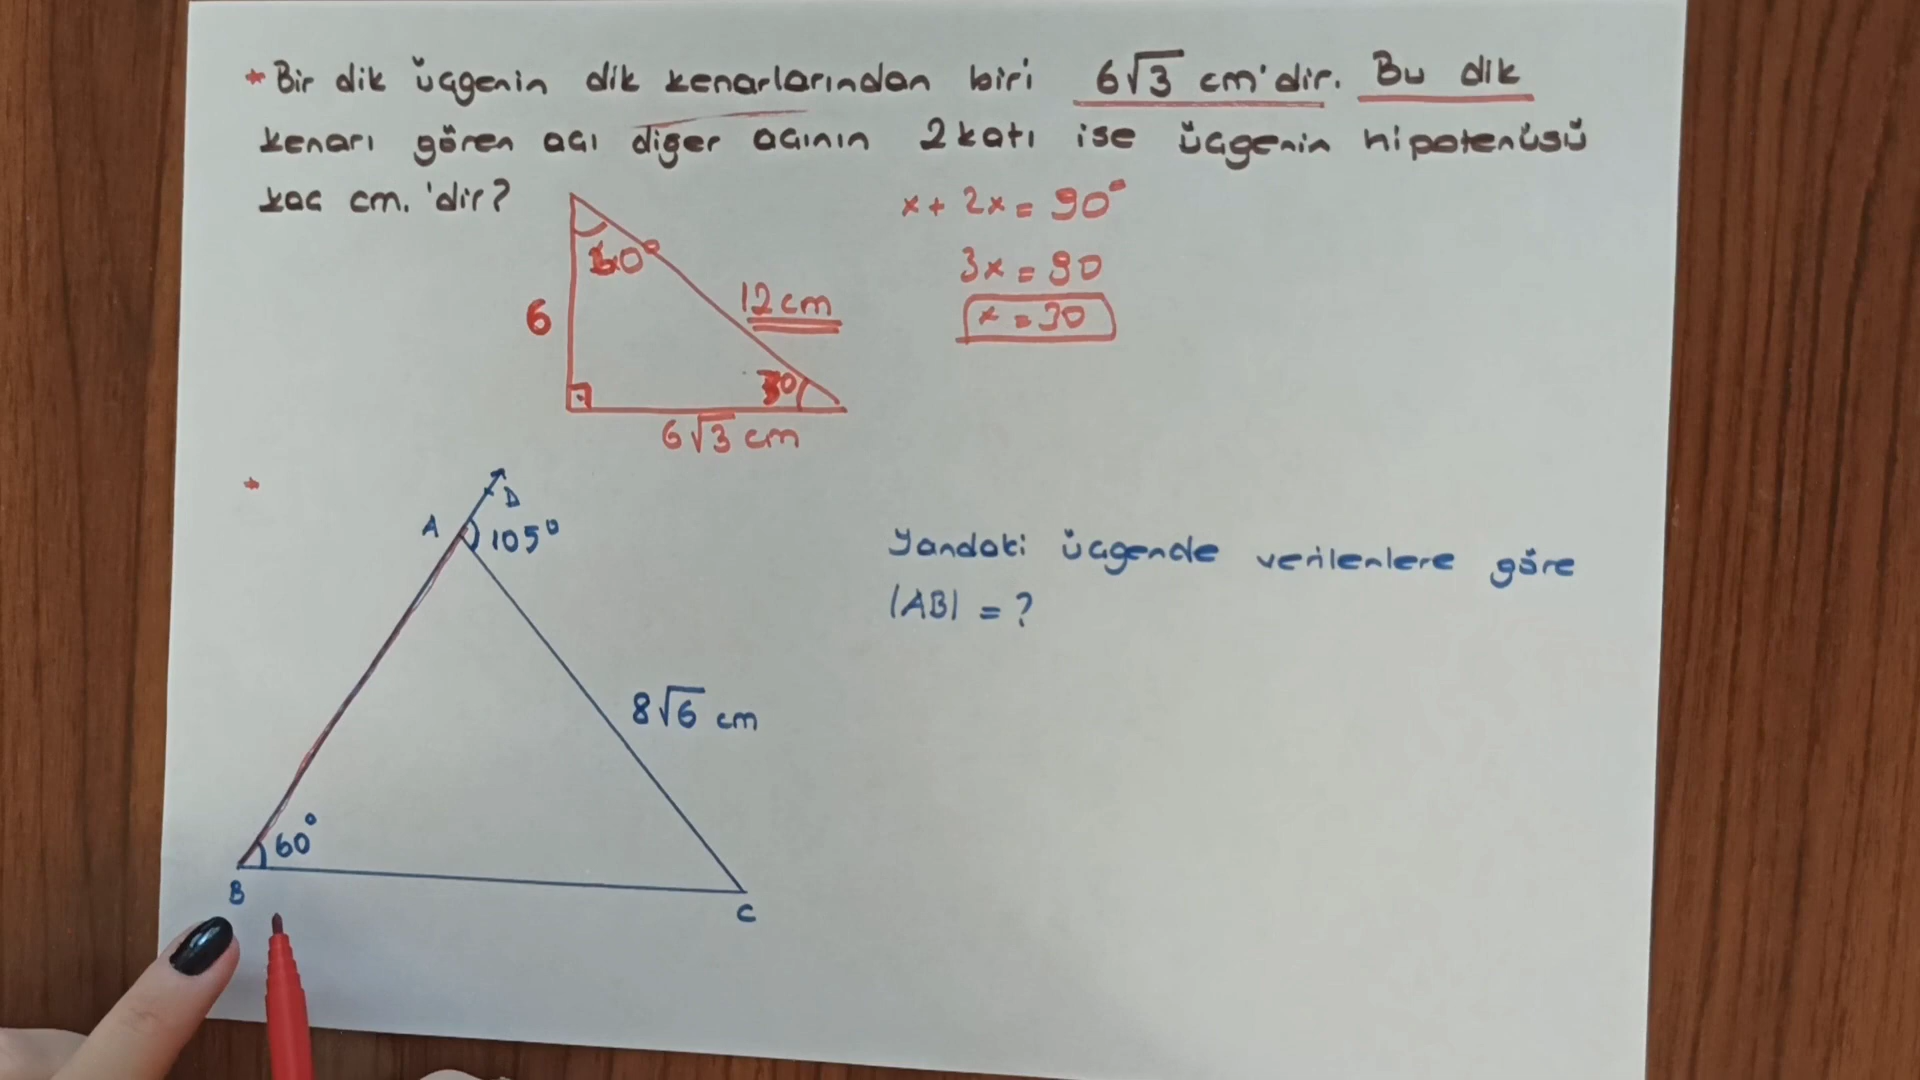 * Bir dik üçgenin dik kenarlarından biri 6√3 cm'dir. Bu dik
kenarı gören açı diğer açının 2 katı ise üçgenin hipotenüsü
kaç cm. 'dir?
x + 2x = 90°
3x = 90
x = 30
60°
6
12 cm
30
6√3 cm
*
D
A
105°
Yandaki üçgende verilenlere göre
|AB| = ?
8√6 cm
60°
B
C